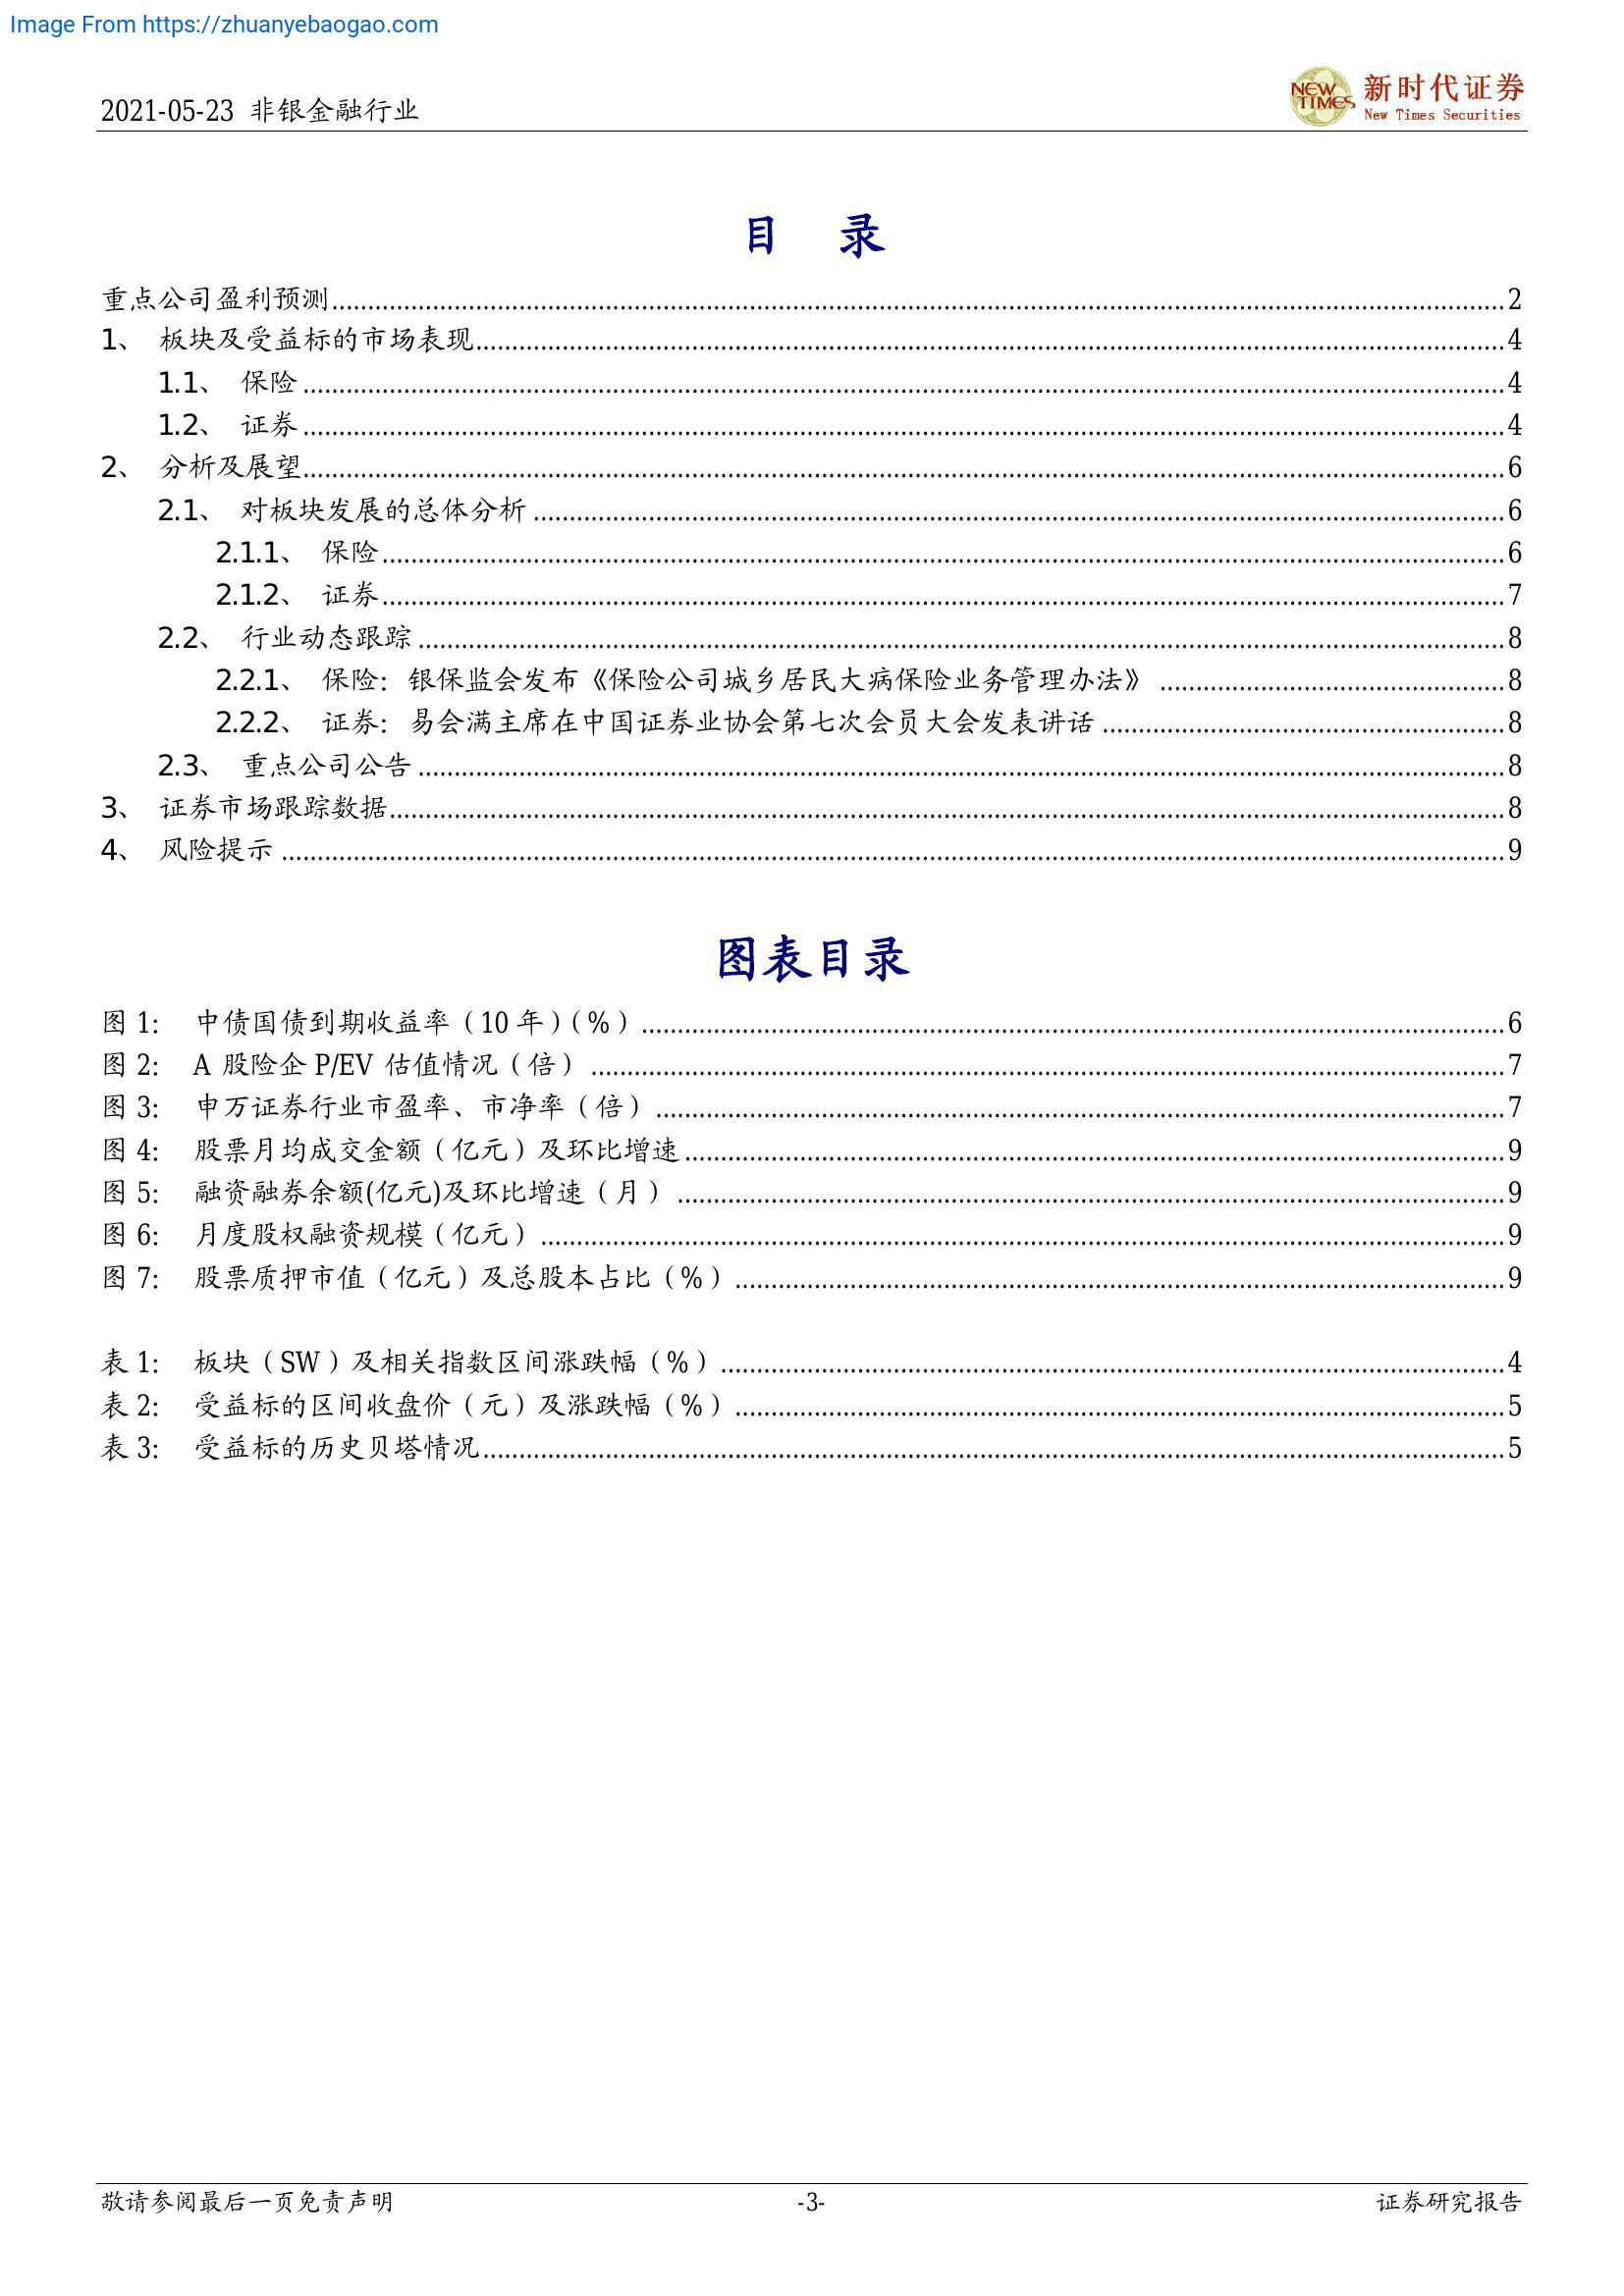 Image From https://zhuanyebaogao.com
2021-05-23 非银金融行业
NEW TIMES 新时代证券
New Times Securities
目 录
重点公司盈利预测........................2
1、 板块及受益标的市场表现........................4
1.1、 保险........................4
1.2、 证券........................4
2、 分析及展望........................6
2.1、 对板块发展的总体分析........................6
2.1.1、 保险........................6
2.1.2、 证券........................7
2.2、 行业动态跟踪........................8
2.2.1、 保险：银保监会发布《保险公司城乡居民大病保险业务管理办法》........................8
2.2.2、 证券：易会满主席在中国证券业协会第七次会员大会发表讲话........................8
2.3、 重点公司公告........................8
3、 证券市场跟踪数据........................8
4、 风险提示........................9
图表目录
图 1: 中债国债到期收益率（10 年）（%）........................6
图 2: A 股险企 P/EV 估值情况（倍）........................7
图 3: 申万证券行业市盈率、市净率（倍）........................7
图 4: 股票月均成交金额（亿元）及环比增速........................9
图 5: 融资融券余额(亿元)及环比增速（月）........................9
图 6: 月度股权融资规模（亿元）........................9
图 7: 股票质押市值（亿元）及总股本占比（%）........................9
表 1: 板块（SW）及相关指数区间涨跌幅（%）........................4
表 2: 受益标的区间收盘价（元）及涨跌幅（%）........................5
表 3: 受益标的历史贝塔情况........................5
敬请参阅最后一页免责声明 -3- 证券研究报告